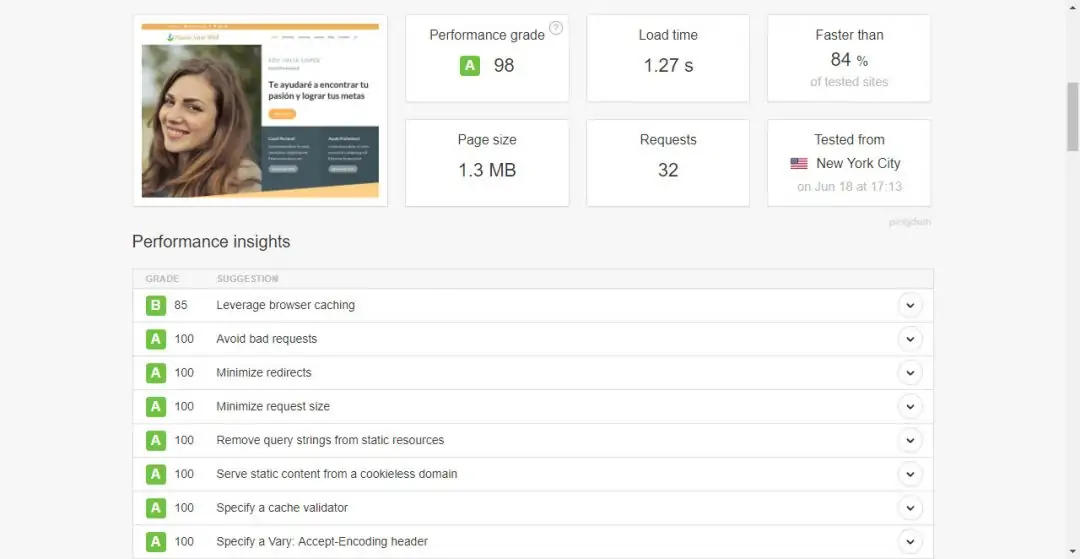 Te ayudaré a encontrar tu
pasión y lograr tus metas
Performance grade ?
A 98
Load time
1.27 s
Faster than
84 %
of tested sites
Page size
1.3 MB
Requests
32
Tested from
New York City
on Jun 18 at 17:13
pingdom
Performance insights
GRADE SUGGESTION
B 85 Leverage browser caching
A 100 Avoid bad requests
A 100 Minimize redirects
A 100 Minimize request size
A 100 Remove query strings from static resources
A 100 Serve static content from a cookieless domain
A 100 Specify a cache validator
A 100 Specify a Vary: Accept-Encoding header